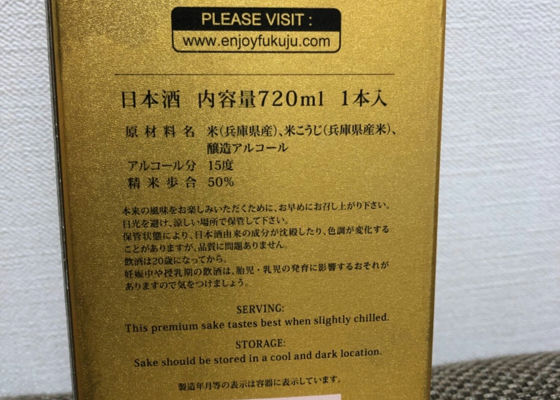 PLEASE VISIT :
www.enjoyfukuju.com
日本酒 内容量720ml 1本入
原材料名 米(兵庫県産)、米こうじ(兵庫県産米)、
醸造アルコール
アルコール分 15度
精米歩合 50%
本来の風味をお楽しみいただくために、お早めにお召し上がり下さい。
日光を避け、涼しい場所で保管して下さい。
保管状態により、日本酒由来の成分が沈殿したり、色調が変化する
ことがありますが、品質に問題ありません。
飲酒は20歳になってから。
妊娠中や授乳期の飲酒は、胎児・乳児の発育に影響するおそれが
ありますので気をつけましょう。
SERVING:
This premium sake tastes best when slightly chilled.
STORAGE:
Sake should be stored in a cool and dark location.
製造年月等の表示は容器に表示しています。